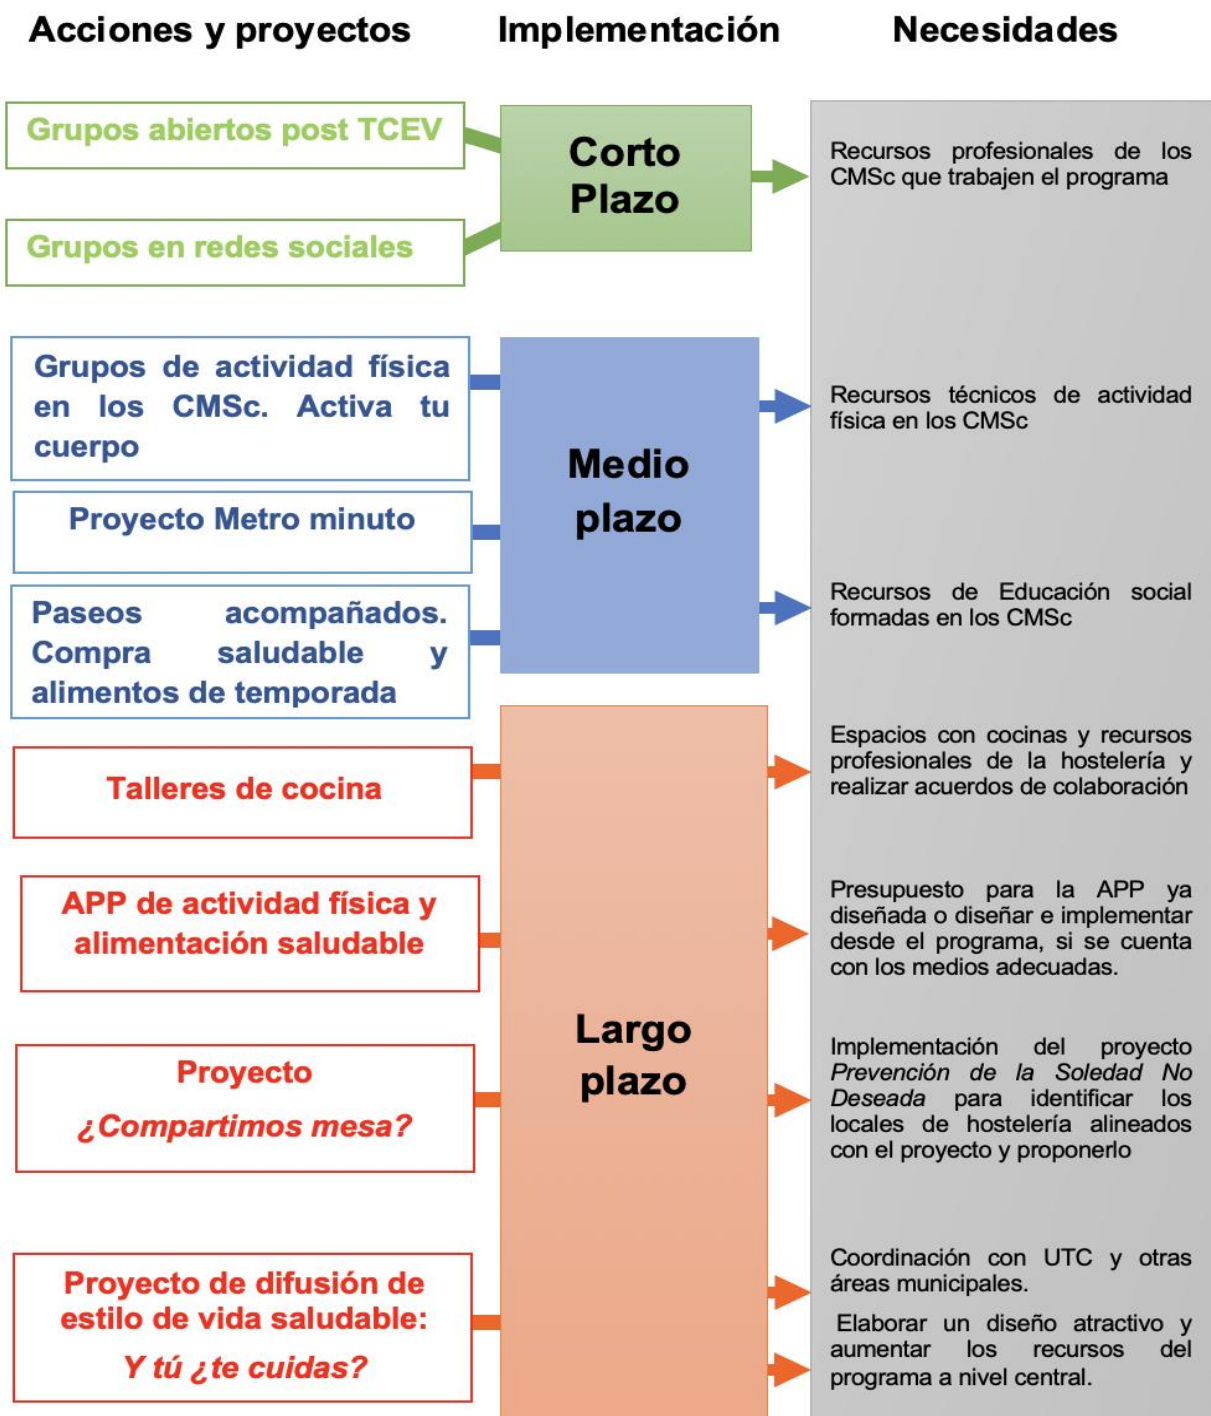 Acciones y proyectos
Implementación
Necesidades
Grupos abiertos post TCEV
Grupos en redes sociales
Corto
Plazo
Recursos profesionales de los
CMSc que trabajen el programa
Grupos de actividad física
en los CMSc. Activa tu
cuerpo
Proyecto Metro minuto
Paseos acompañados.
Compra saludable y
alimentos de temporada
Medio
plazo
Recursos técnicos de actividad
física en los CMSc
Recursos de Educación social
formadas en los CMSc
Talleres de cocina
APP de actividad física y
alimentación saludable
Proyecto
¿Compartimos mesa?
Proyecto de difusión de
estilo de vida saludable:
Y tú ¿te cuidas?
Largo
plazo
Espacios con cocinas y recursos
profesionales de la hostelería y
realizar acuerdos de colaboración
Presupuesto para la APP ya
diseñada o diseñar e implementar
desde el programa, si se cuenta
con los medios adecuadas.
Implementación del proyecto
Prevención de la Soledad No
Deseada para identificar los
locales de hostelería alineados
con el proyecto y proponerlo
Coordinación con UTC y otras
áreas municipales.
Elaborar un diseño atractivo y
aumentar los recursos del
programa a nivel central.